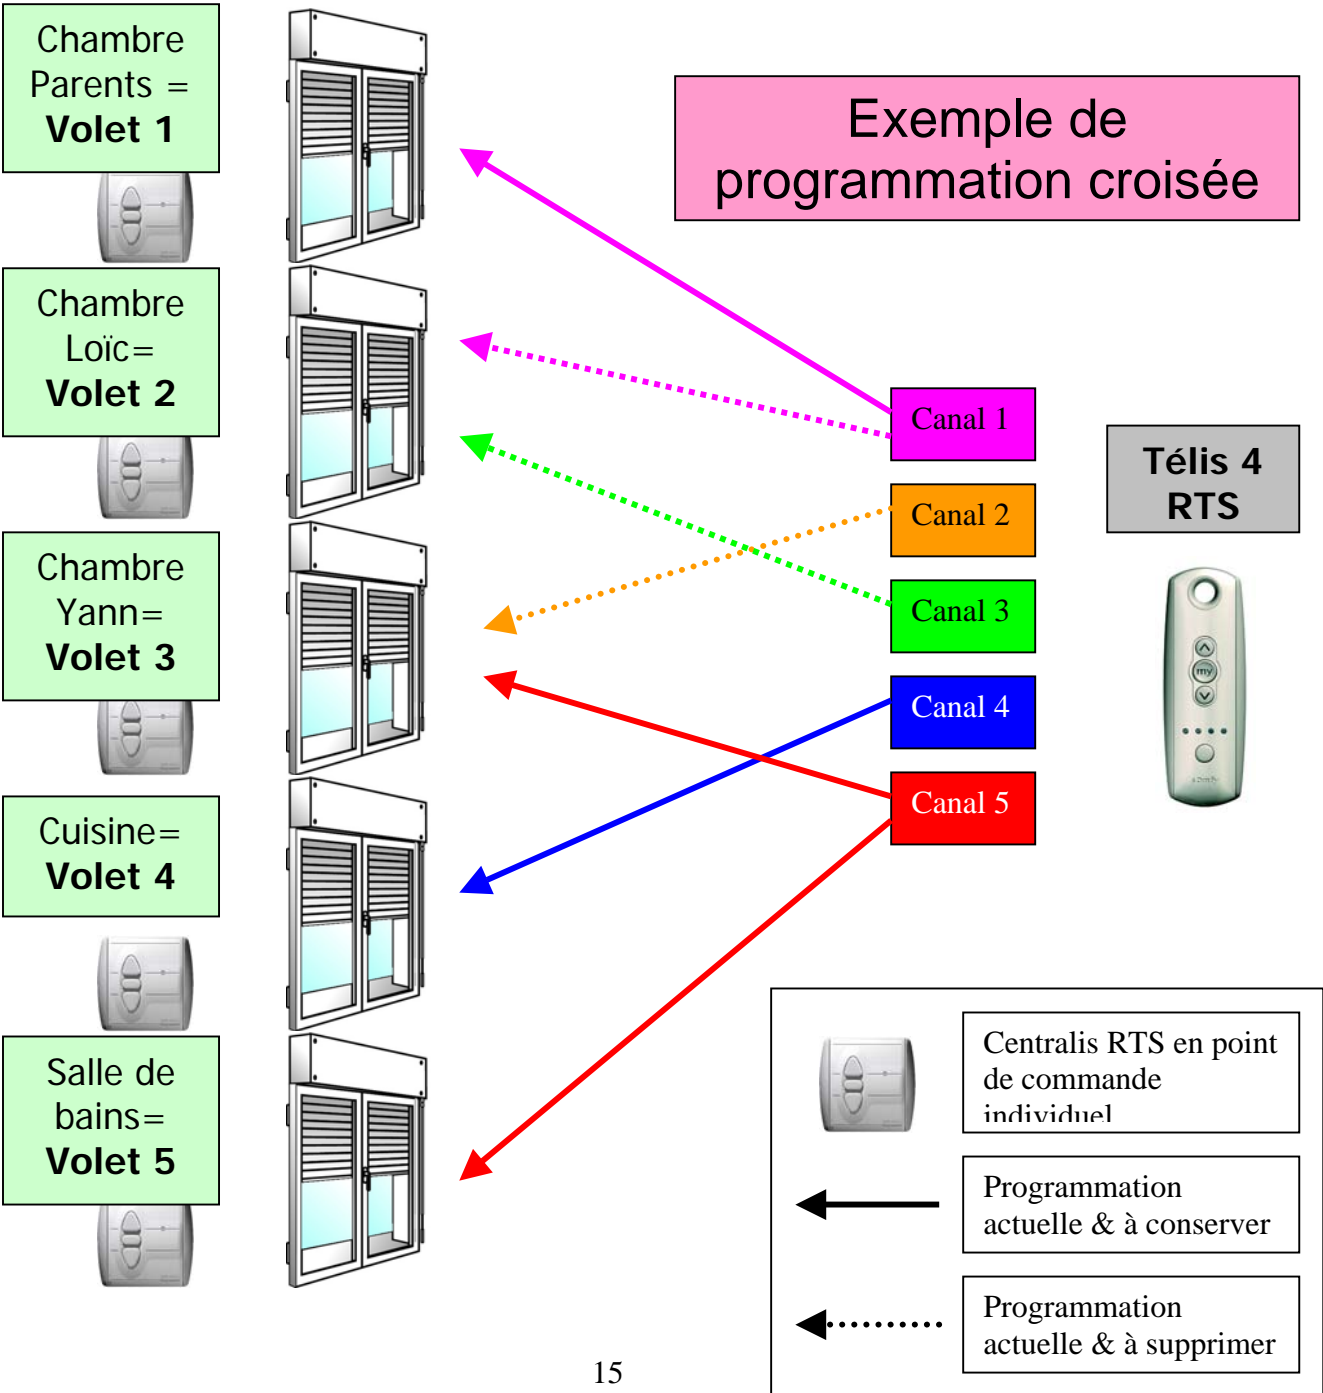 Chambre
Parents =
Volet 1
Exemple de
programmation croisée
Chambre
Loïc=
Volet 2
Canal 1
Télis 4
RTS
Canal 2
Chambre
Yann=
Volet 3
Canal 3
my
Canal 4
Canal 5
Cuisine=
Volet 4
Salle de
bains=
Volet 5
Centralis RTS en point
de commande
individuel
Programmation
actuelle & à conserver
Programmation
actuelle & à supprimer
15